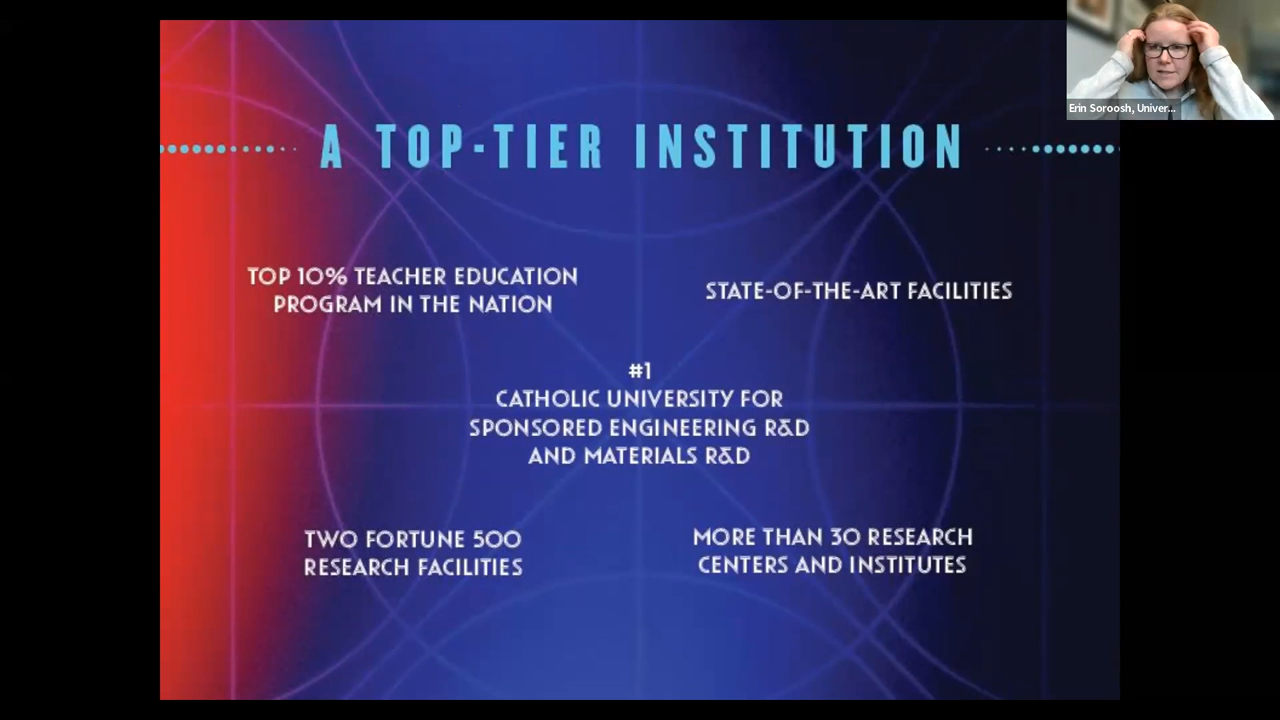 Erin Soroosh, Univer...
A TOP-TIER INSTITUTION
TOP 10% TEACHER EDUCATION
PROGRAM IN THE NATION
STATE-OF-THE-ART FACILITIES
#1
CATHOLIC UNIVERSITY FOR
SPONSORED ENGINEERING R&D
AND MATERIALS R&D
TWO FORTUNE 500
RESEARCH FACILITIES
MORE THAN 30 RESEARCH
CENTERS AND INSTITUTES